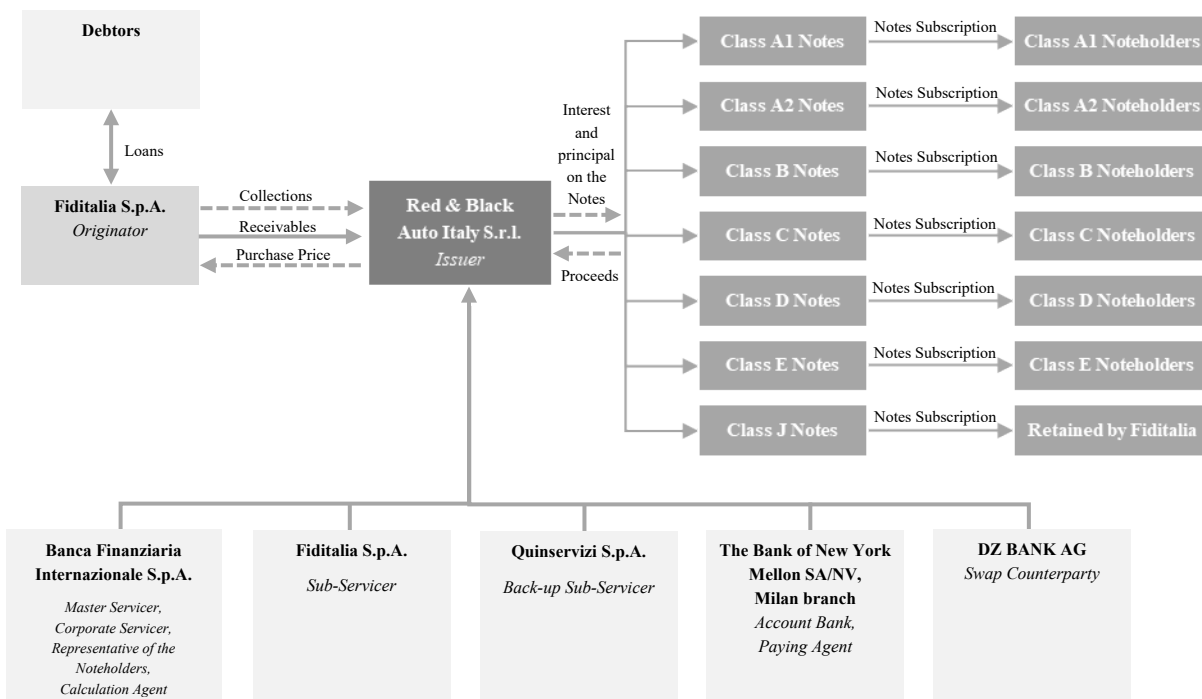 Debtors
Loans
Fiditalia S.p.A.
Originator
Collections
Receivables
Purchase Price
Red & Black
Auto Italy S.r.l.
Issuer
Interest
and
principal
on the
Notes
Proceeds
Class A1 Notes
Notes Subscription
Class A1 Noteholders
Class A2 Notes
Notes Subscription
Class A2 Noteholders
Class B Notes
Notes Subscription
Class B Noteholders
Class C Notes
Notes Subscription
Class C Noteholders
Class D Notes
Notes Subscription
Class D Noteholders
Class E Notes
Notes Subscription
Class E Noteholders
Class J Notes
Notes Subscription
Retained by Fiditalia
Banca Finanziaria
Internazionale S.p.A.
Master Servicer,
Corporate Servicer,
Representative of the
Noteholders,
Calculation Agent
Fiditalia S.p.A.
Sub-Servicer
Quinservizi S.p.A.
Back-up Sub-Servicer
The Bank of New York
Mellon SA/NV,
Milan branch
Account Bank,
Paying Agent
DZ BANK AG
Swap Counterparty